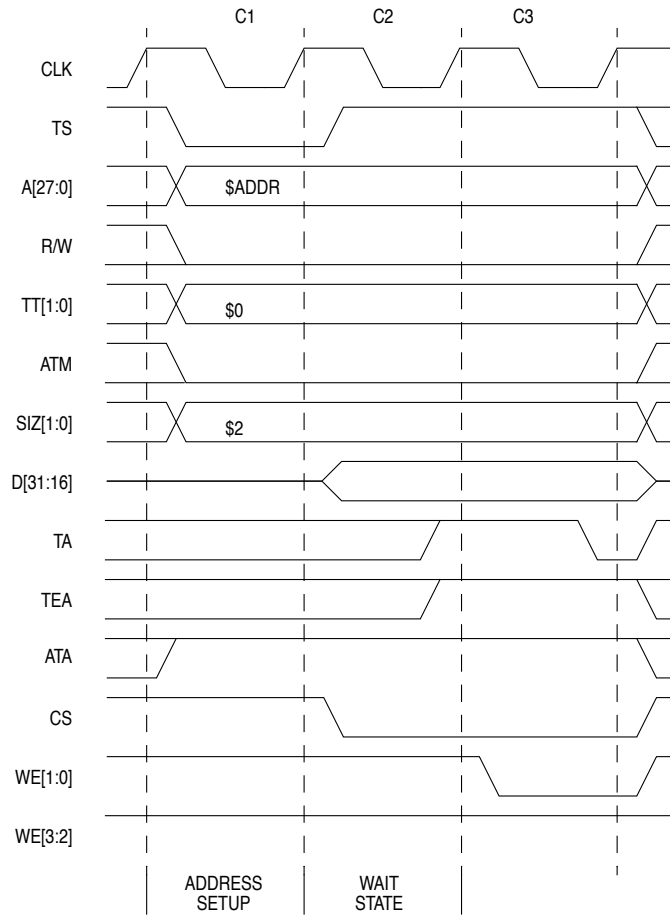 C1 C2 C3
CLK
TS
A[27:0] $ADDR
R/W
TT[1:0] $0
ATM
SIZ[1:0] $2
D[31:16]
TA
TEA
ATA
CS
WE[1:0]
WE[3:2]
ADDRESS WAIT
SETUP STATE